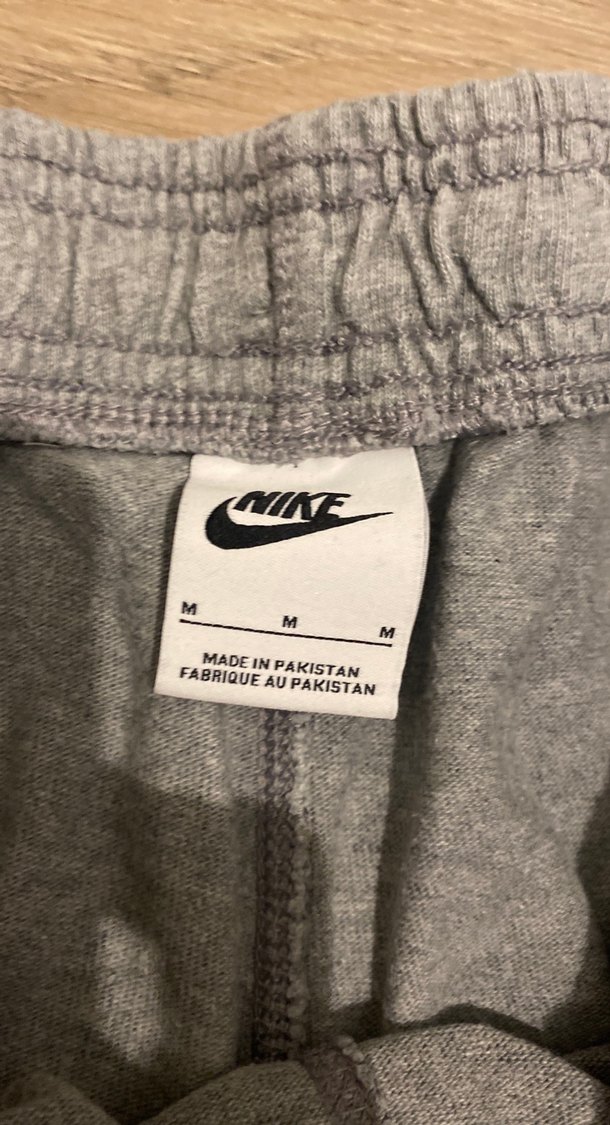 NIKE
M M M
MADE IN PAKISTAN
FABRIQUE AU PAKISTAN